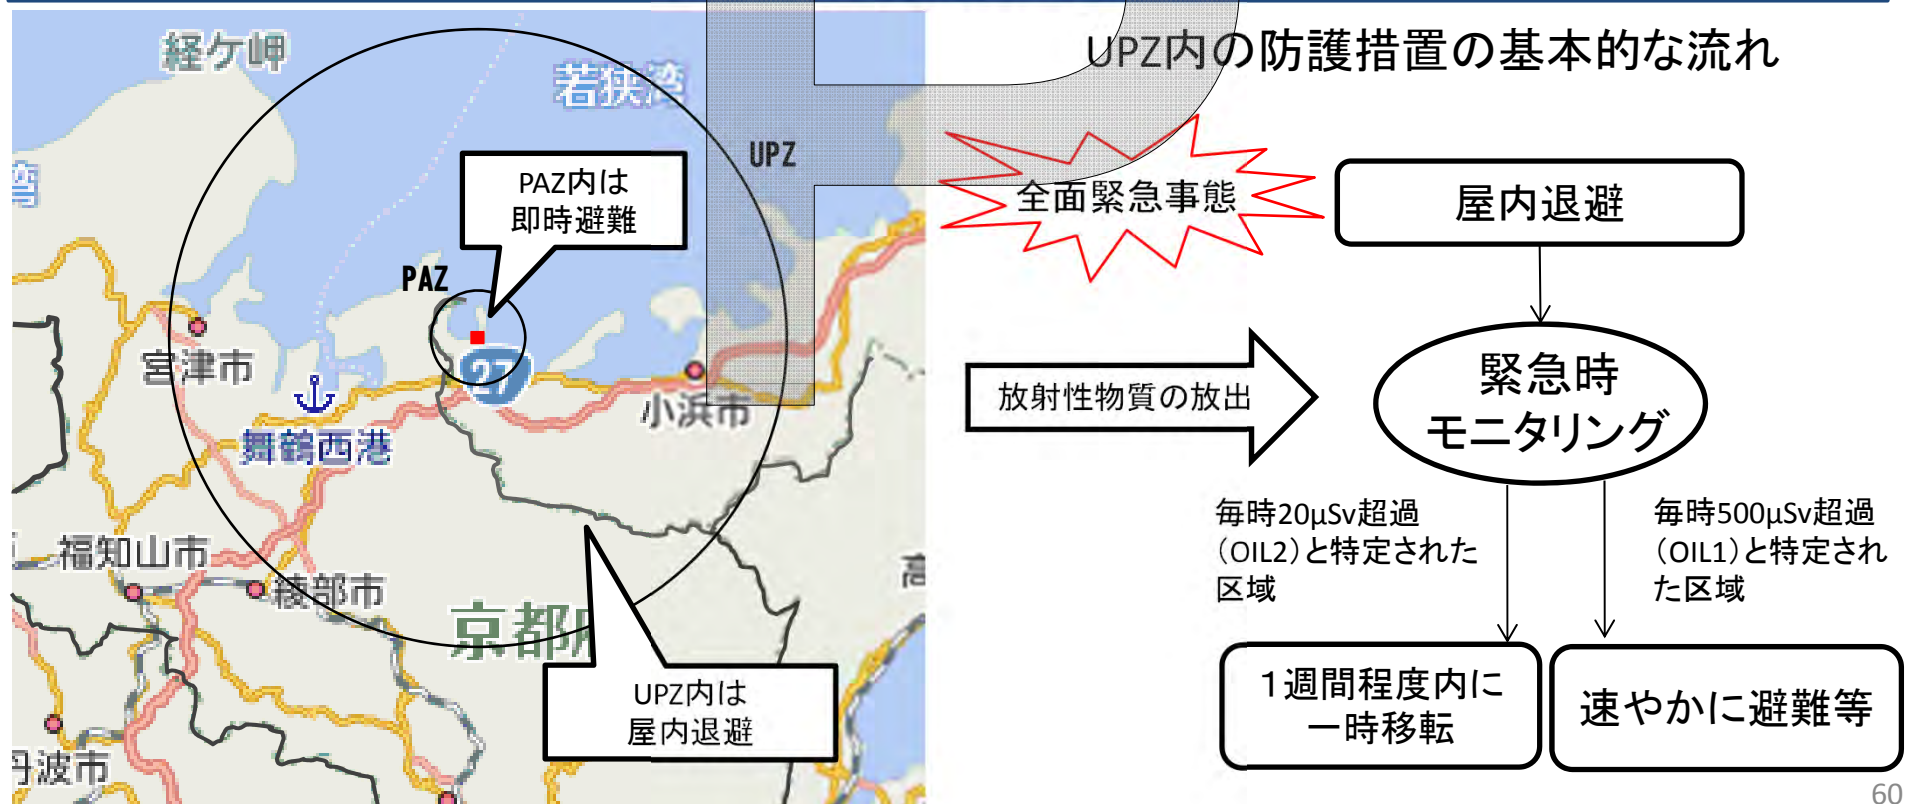 UPZ内の防護措置の基本的な流れ
経ケ岬
若狭湾
湾
UPZ
PAZ内は
即時避難
PAZ
27
宮津市
舞鶴西港
小浜市
福知山市
綾部市
京都府
高
丹波市
UPZ内は
屋内退避
全面緊急事態
屋内退避
放射性物質の放出
緊急時
モニタリング
毎時20μSv超過
（OIL2）と特定された
区域
毎時500μSv超過
（OIL1）と特定され
た区域
1週間程度内に
一時移転
速やかに避難等
60